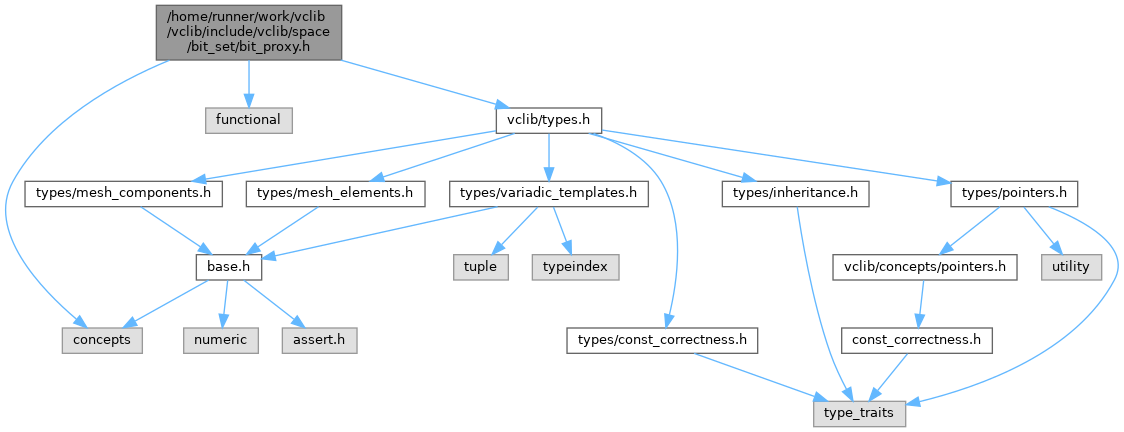 /home/runner/work/vclib
/vclib/include/vclib/space
/bit_set/bit_proxy.h
functional
vclib/types.h
types/mesh_components.h
types/mesh_elements.h
types/variadic_templates.h
types/inheritance.h
types/pointers.h
base.h
tuple
typeindex
vclib/concepts/pointers.h
utility
concepts
numeric
assert.h
types/const_correctness.h
const_correctness.h
type_traits